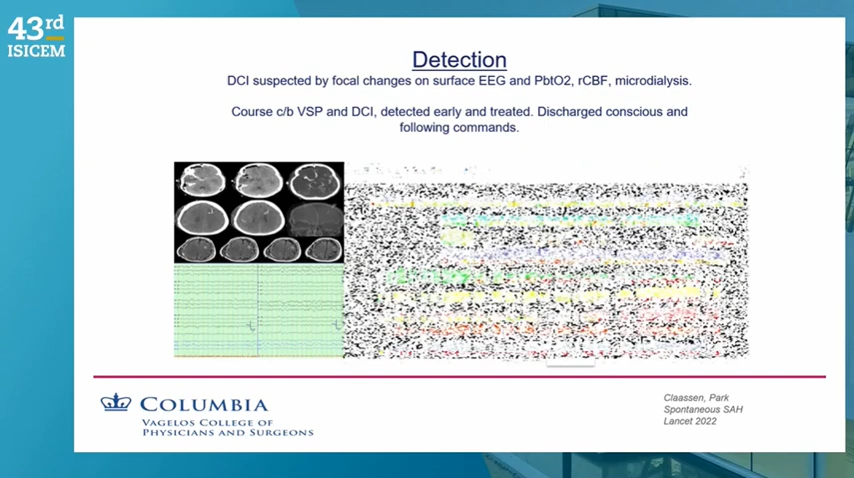 43rd
ISICEM
Detection
DCI suspected by focal changes on surface EEG and PbtO2, rCBF, microdialysis.
Course c/b VSP and DCI, detected early and treated. Discharged conscious and
following commands.
COLUMBIA
VAGELOS COLLEGE OF
PHYSICIANS AND SURGEONS
Claassen, Park
Spontaneous SAH
Lancet 2022